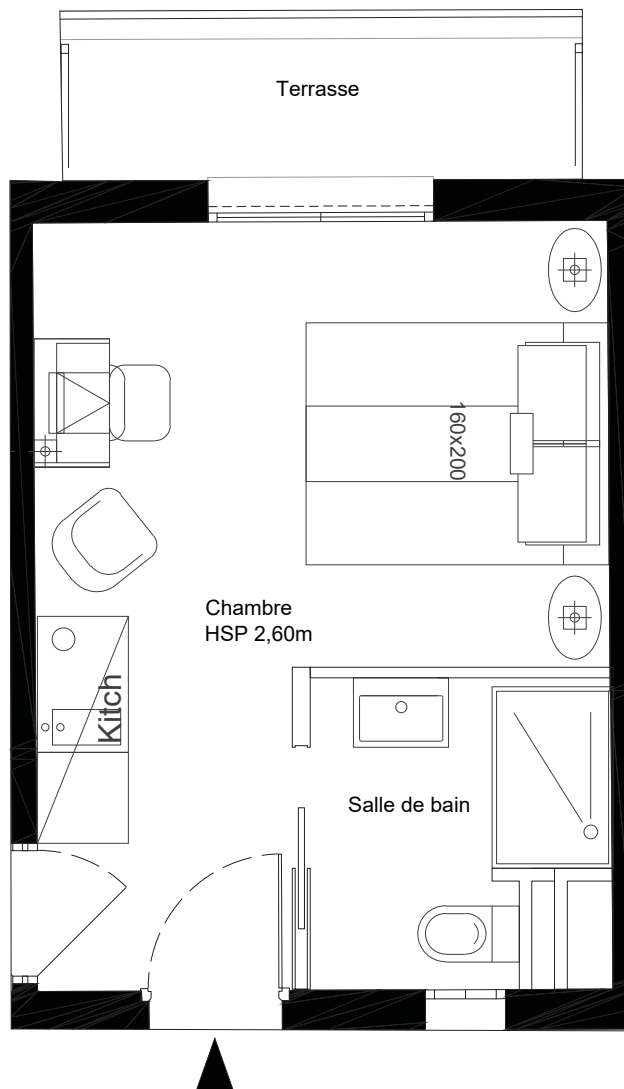 Terrasse
160x200
Chambre
HSP 2,60m
Kitch
Salle de bain